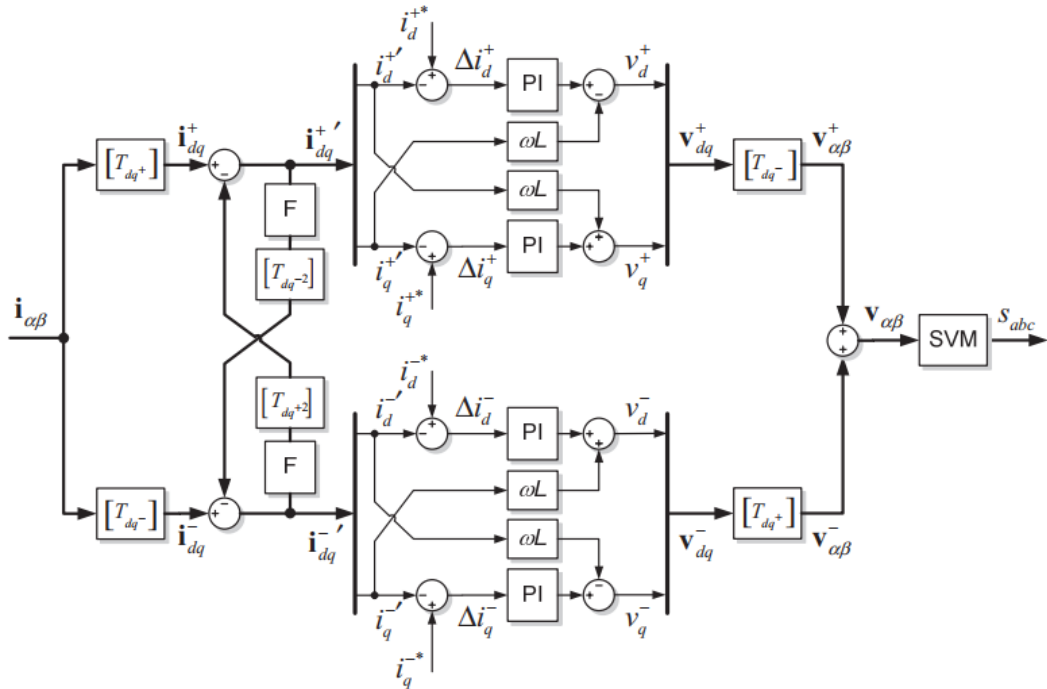 i_d^{+*}
i_d^{+′} Δi_d^+ PI v_d^+
i_dq^+ i_dq^{+′} ωL v_dq^+ v_αβ^+
[T_dq^+] [T_dq^-]
F ωL
i_q^{+′} Δi_q^+ PI v_q^+
[T_dq^-2]
i_q^{+*}
i_αβ v_αβ SVM s_abc
i_d^{-*}
[T_dq^+2]
i_d^{-′} Δi_d^- PI v_d^-
F ωL
[T_dq^-] [T_dq^+]
i_dq^- i_dq^{-′} ωL v_dq^- v_αβ^-
i_q^{-′} Δi_q^- PI v_q^-
i_q^{-*}